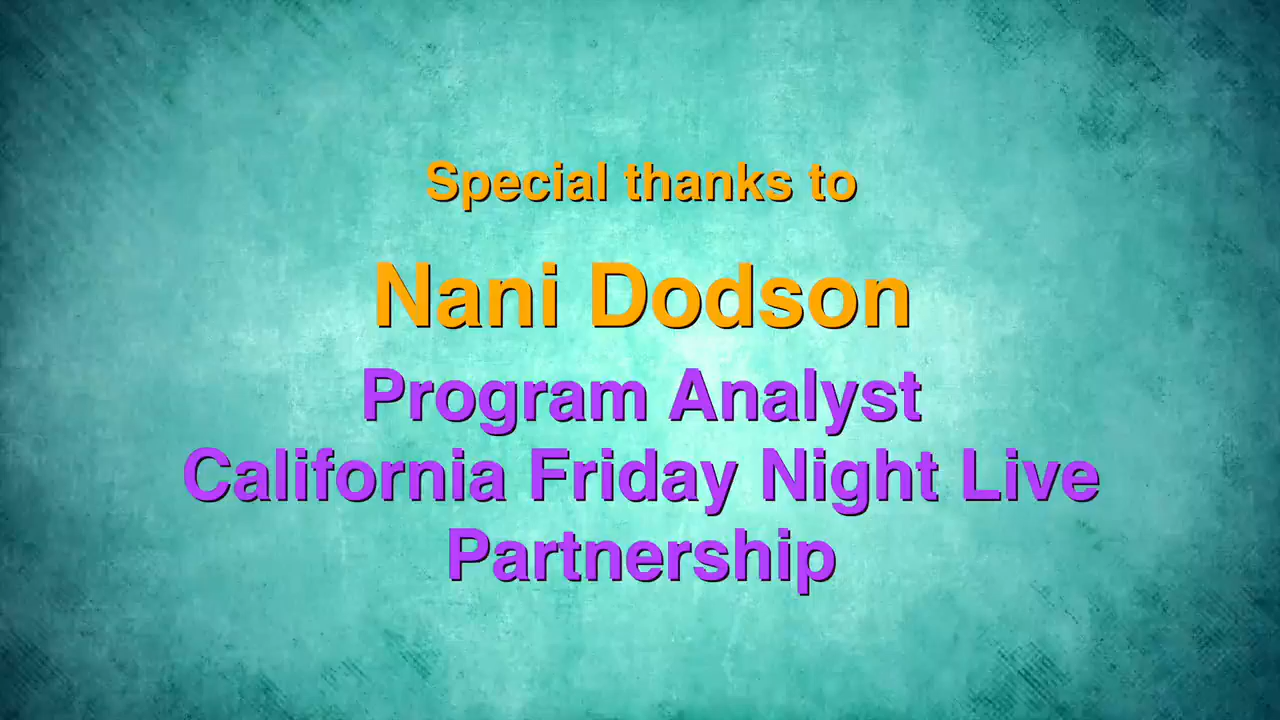 Special thanks to
Nani Dodson
Program Analyst
California Friday Night Live
Partnership